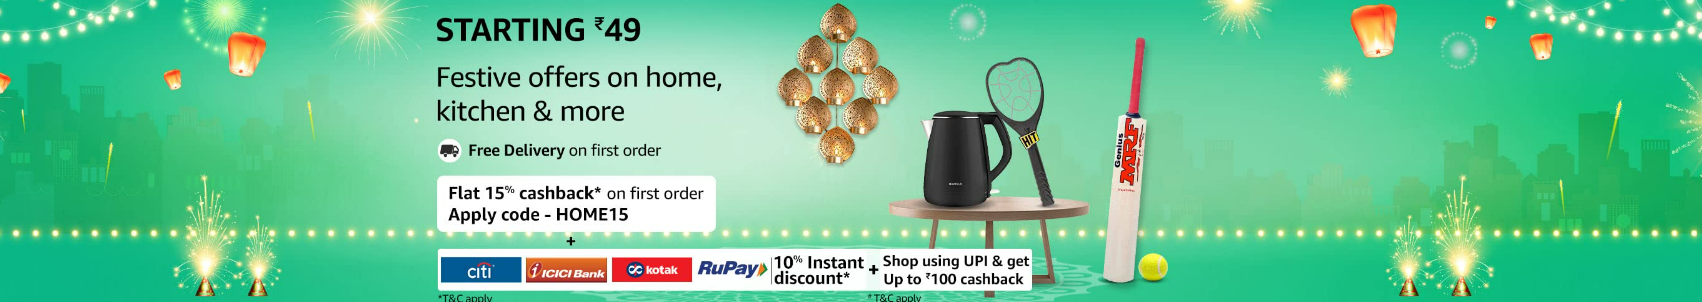 STARTING ₹49
Festive offers on home,
kitchen & more
Free Delivery on first order
Flat 15% cashback* on first order
Apply code - HOME15
+
citi ICICI Bank kotak RuPay 10% Instant discount* + Shop using UPI & get Up to ₹100 cashback
*T&C apply
# T&C apply
HIT
Genius
MRF